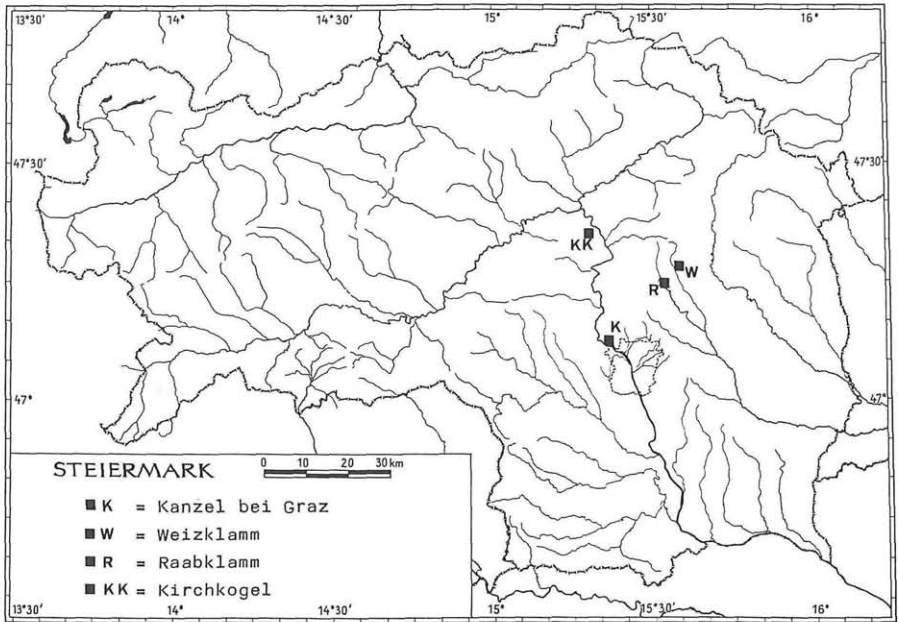 13°30' 14° 14°30' 15° 15°30' 16°
47°30' 47°30'
KK
W
R
K
47° 47°
STEIERMARK 0 10 20 30 km
K = Kanzel bei Graz
W = Weizklamm
R = Raabklamm
KK = Kirchkogel
13°30' 14° 14°30' 15° 15°30' 16°